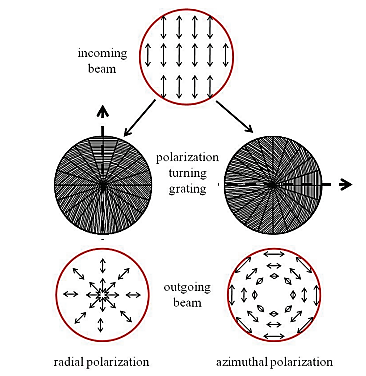 incoming
beam
polarization
turning
grating
outgoing
beam
radial polarization
azimuthal polarization